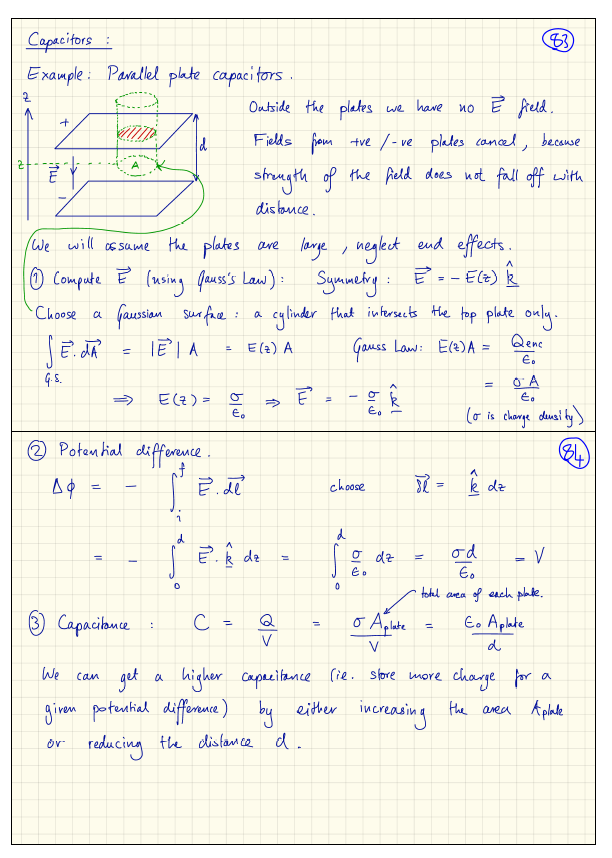 Capacitors :
83
Example: Parallel plate capacitors.
z
+
d
z
A
E⃗
−
Outside the plates we have no E⃗ field.
Fields from +ve /-ve plates cancel, because
strength of the field does not fall off with
distance.
We will assume the plates are large, neglect end effects.
① Compute E⃗ (using Gauss's Law): Symmetry: E⃗ = - E(z) k̂
Choose a Gaussian surface: a cylinder that intersects the top plate only.
∫ E⃗ . dA⃗ = |E⃗| A = E(z) A Gauss Law: E(z)A = Qenc/ε₀
G.S.
= σA/ε₀
⟹ E(z) = σ/ε₀ ⇒ E⃗ = - σ/ε₀ k̂
(σ is charge density)
② Potential difference.
84
Δϕ = - ∫ᵢᶠ E⃗ . dl⃗ choose δl⃗ = k̂ dz
= - ∫₀ᵈ E⃗ . k̂ dz = ∫₀ᵈ σ/ε₀ dz = σd/ε₀ = V
total area of each plate.
③ Capacitance : C = Q/V = σ Aplate/V = ε₀ Aplate/d
We can get a higher capacitance (ie. store more charge for a
given potential difference) by either increasing the area Aplate
or reducing the distance d.